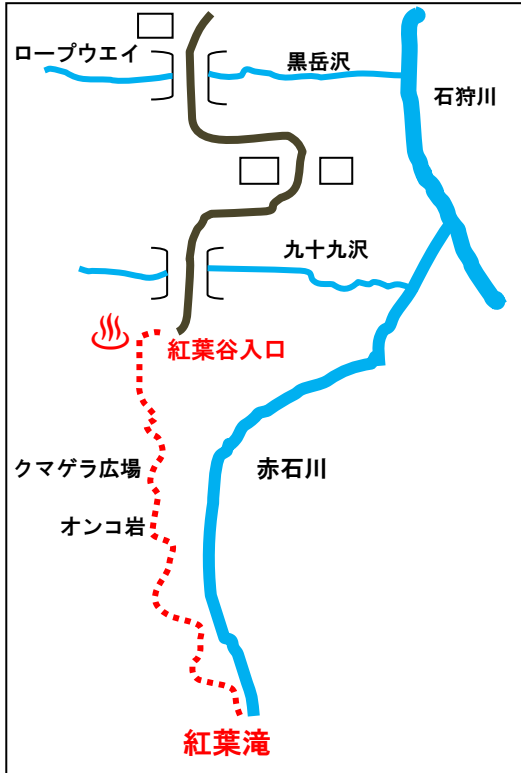 ロープウエイ
黒岳沢
石狩川
九十九沢
紅葉谷入口
クマゲラ広場
赤石川
オンコ岩
紅葉滝